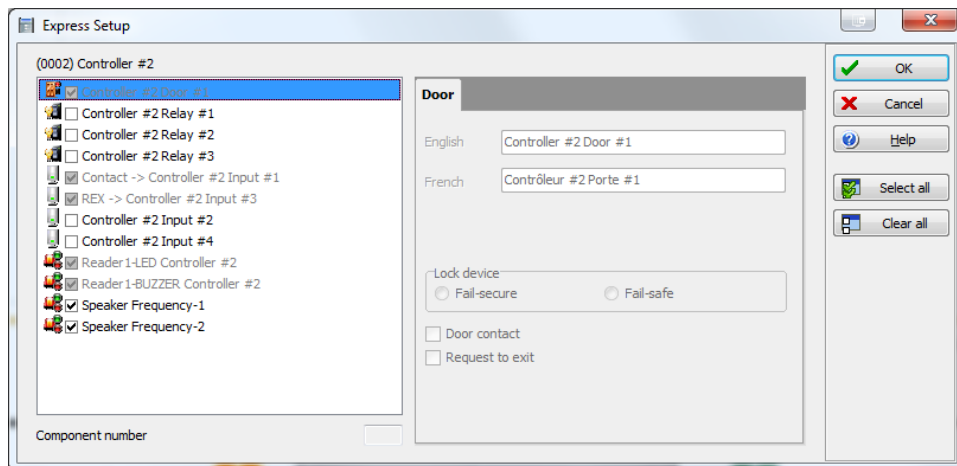 Express Setup
(0002) Controller #2
Controller #2 Door #1
Controller #2 Relay #1
Controller #2 Relay #2
Controller #2 Relay #3
Contact -> Controller #2 Input #1
REX -> Controller #2 Input #3
Controller #2 Input #2
Controller #2 Input #4
Reader1-LED Controller #2
Reader1-BUZZER Controller #2
Speaker Frequency-1
Speaker Frequency-2
Component number
Door
English Controller #2 Door #1
French Contrôleur #2 Porte #1
Lock device
Fail-secure Fail-safe
Door contact
Request to exit
OK
Cancel
Help
Select all
Clear all